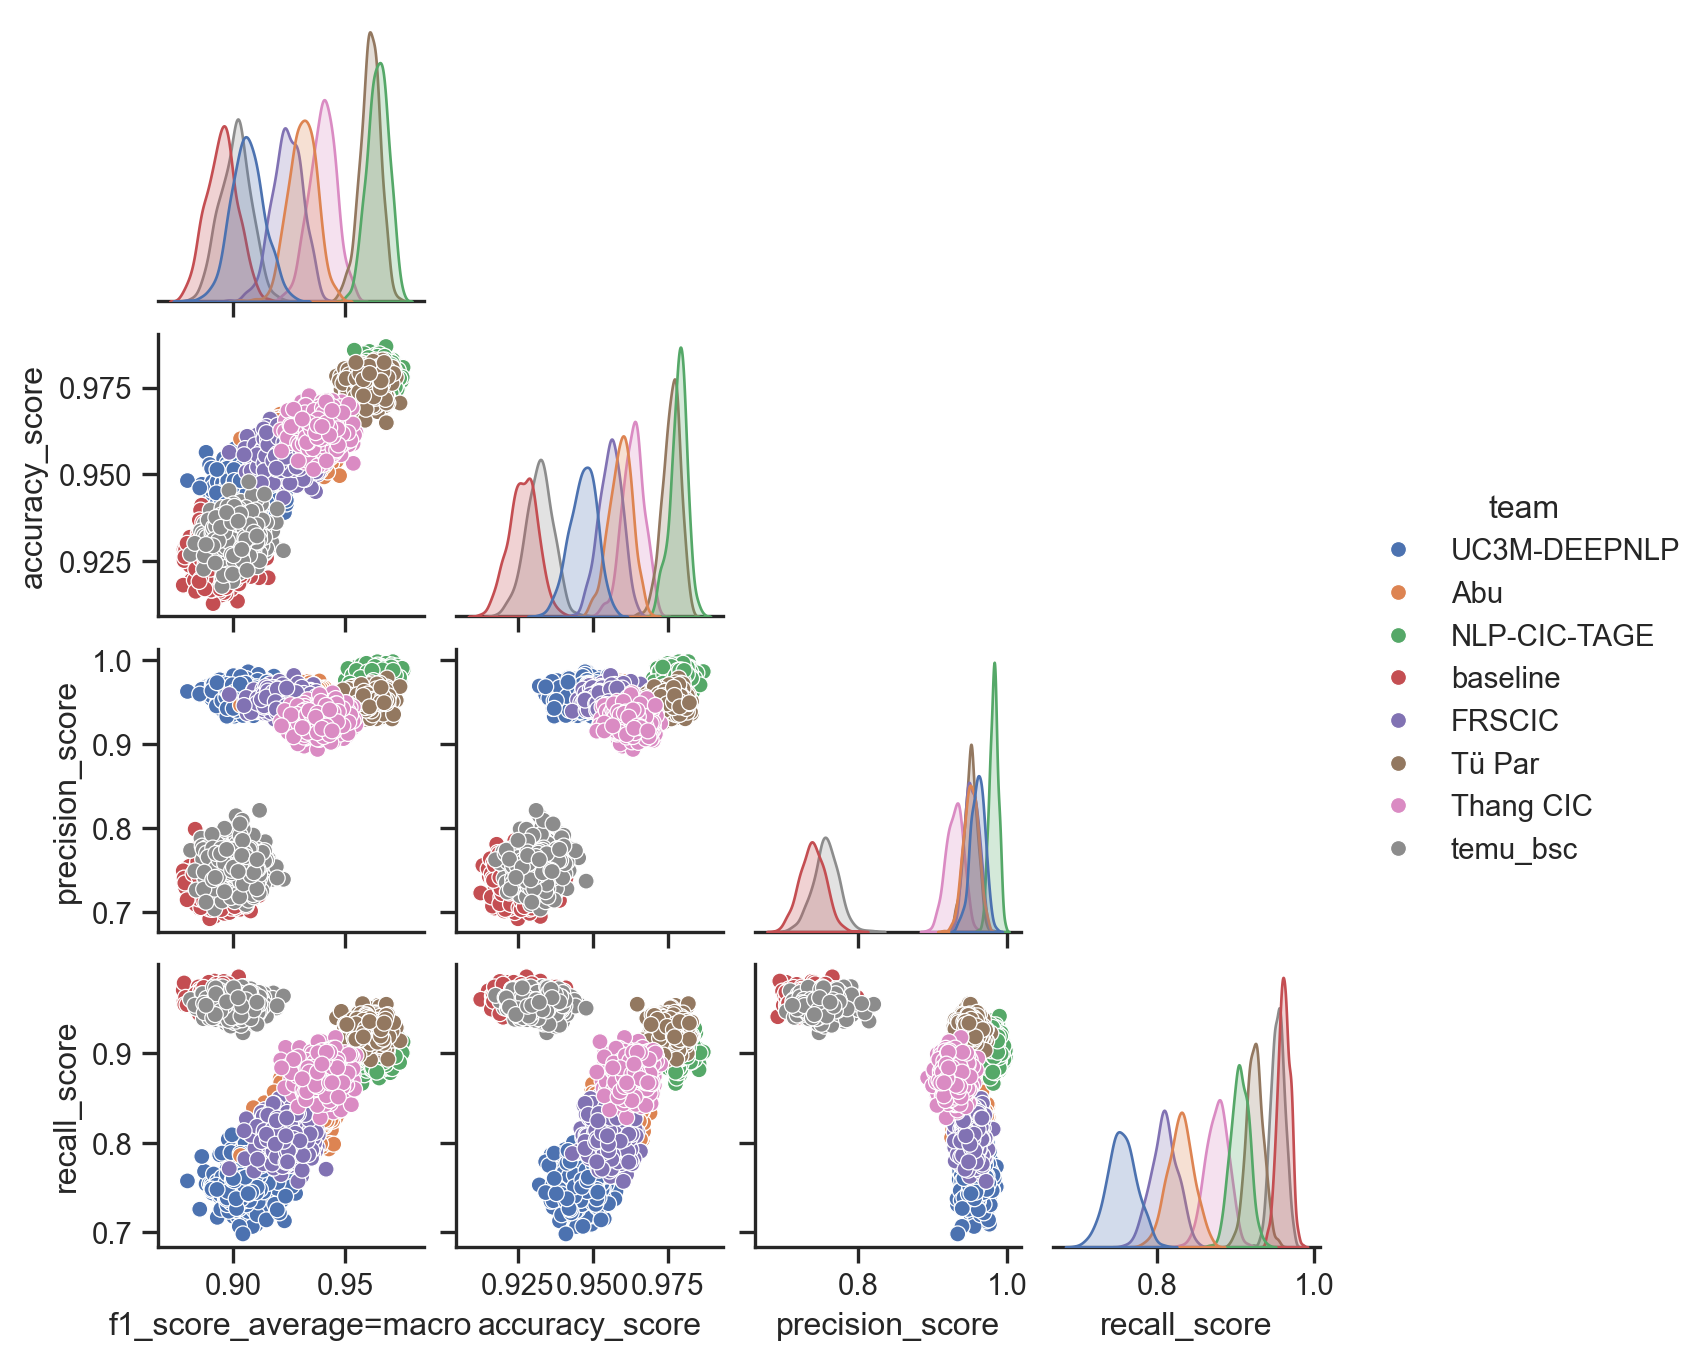 accuracy_score
0.975
0.950
0.925
precision_score
1.0
0.9
0.8
0.7
recall_score
0.9
0.8
0.7
0.90 0.95
0.925 0.950 0.975
0.8 1.0
0.8 1.0
f1_score_average=macro
accuracy_score
precision_score
recall_score
team
UC3M-DEEPNLP
Abu
NLP-CIC-TAGE
baseline
FRSCIC
Tü Par
Thang CIC
temu_bsc